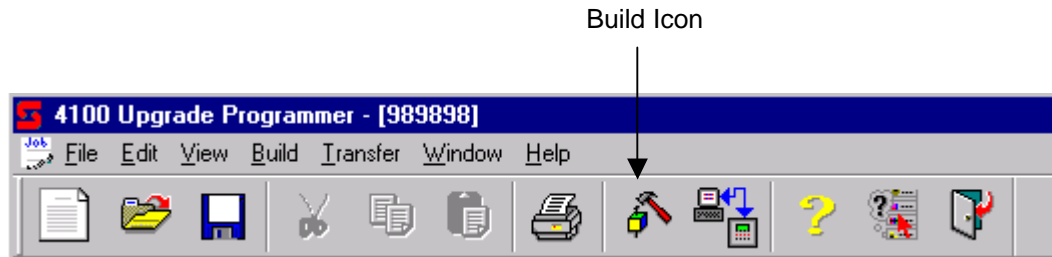 Build Icon
4100 Upgrade Programmer - [989898]
Job File Edit View Build Transfer Window Help